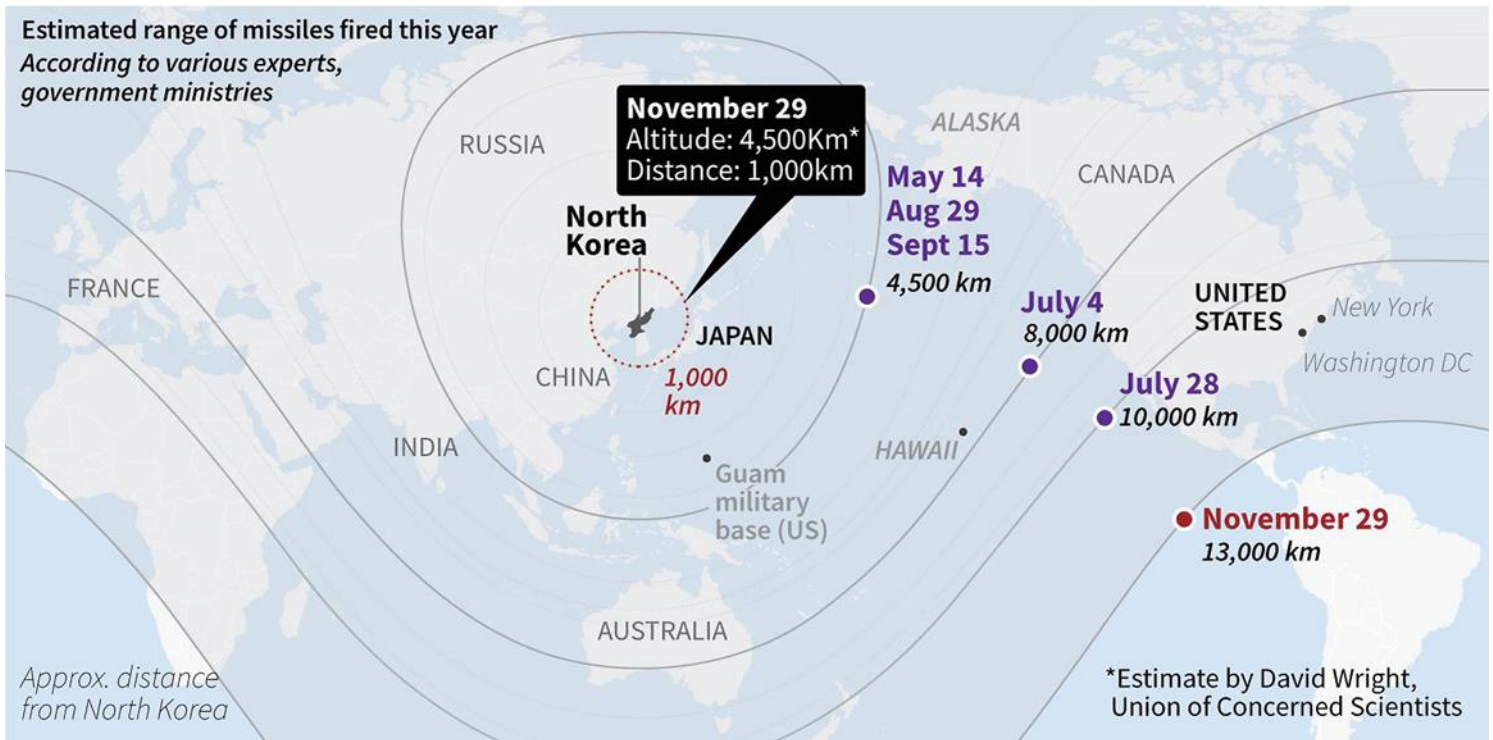 Estimated range of missiles fired this year
According to various experts,
government ministries
November 29
Altitude: 4,500Km*
Distance: 1,000km
RUSSIA
ALASKA
CANADA
May 14
Aug 29
Sept 15
4,500 km
North
Korea
FRANCE
JAPAN
CHINA
1,000
km
INDIA
July 4
8,000 km
UNITED
STATES
New York
Washington DC
July 28
10,000 km
HAWAII
Guam
military
base (US)
November 29
13,000 km
AUSTRALIA
Approx. distance
from North Korea
*Estimate by David Wright,
Union of Concerned Scientists